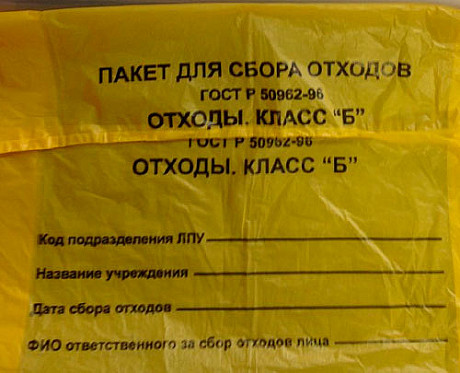 ПАКЕТ ДЛЯ СБОРА ОТХОДОВ
ГОСТ Р 50962-96
ОТХОДЫ. КЛАСС “Б”
ГОСТ Р 50962-96
ОТХОДЫ. КЛАСС “Б”
Код подразделения ЛПУ
Название учреждения
Дата сбора отходов
ФИО ответственного за сбор отходов лица